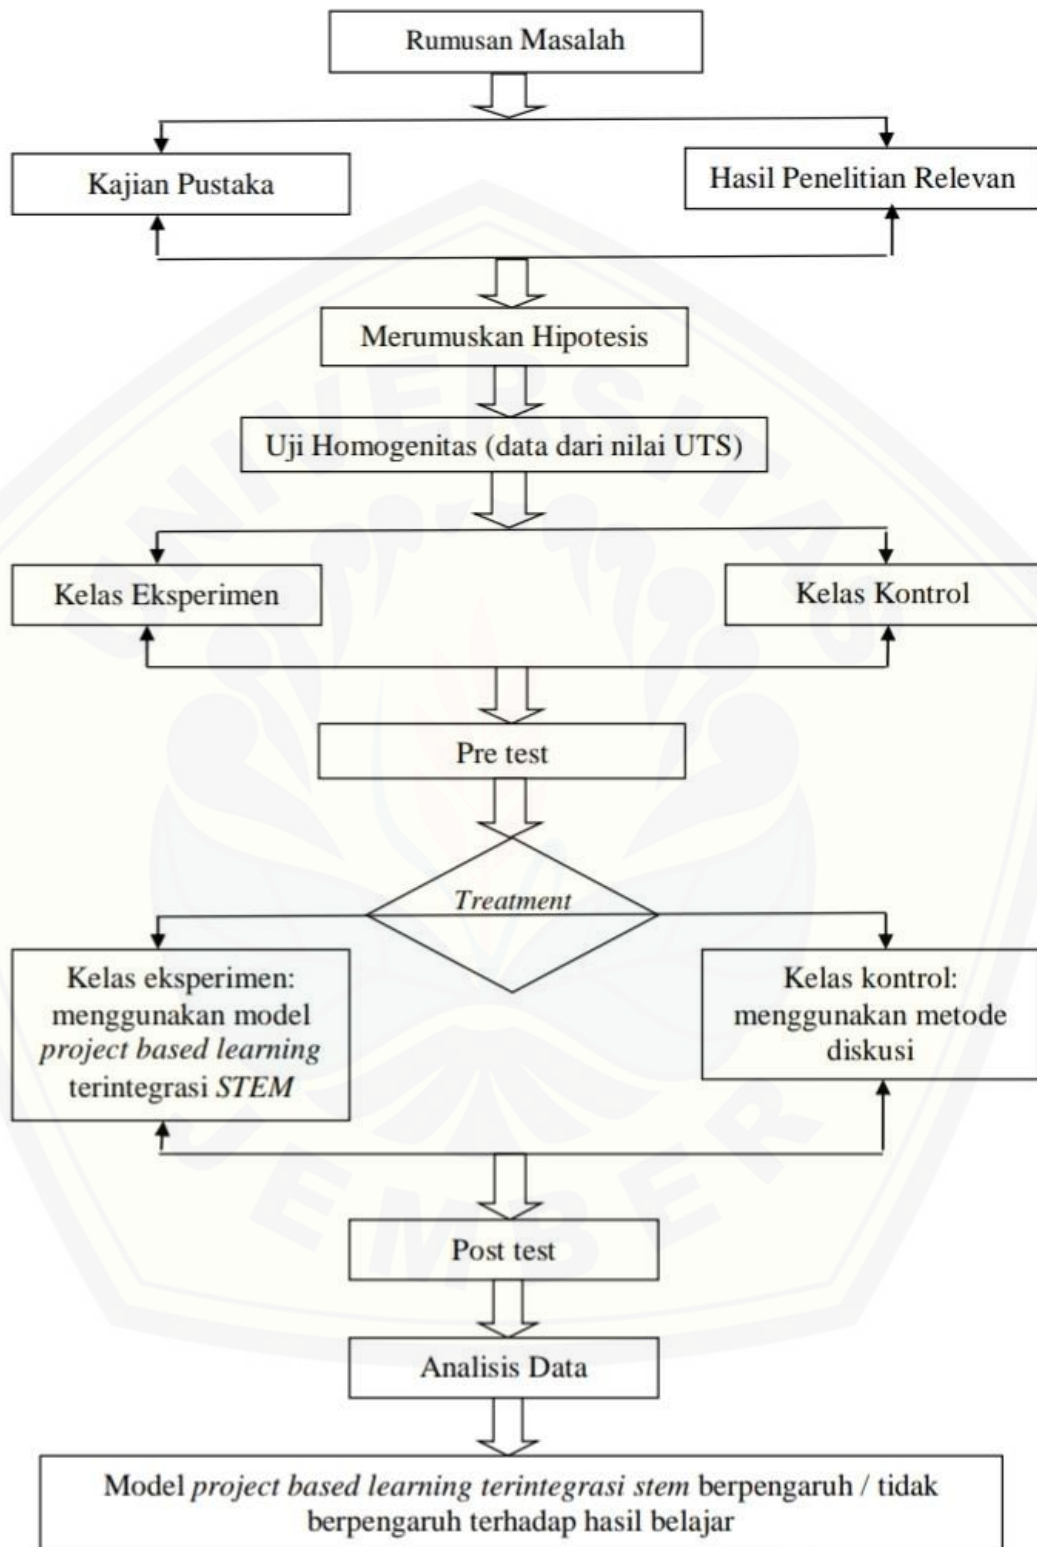 Rumusan Masalah
Kajian Pustaka
Hasil Penelitian Relevan
Merumuskan Hipotesis
Uji Homogenitas (data dari nilai UTS)
Kelas Eksperimen
Kelas Kontrol
Pre test
Treatment
Kelas eksperimen:
menggunakan model
project based learning
terintegrasi STEM
Kelas kontrol:
menggunakan metode
diskusi
Post test
Analisis Data
Model project based learning terintegrasi stem berpengaruh / tidak
berpengaruh terhadap hasil belajar
UNIVERSITAS
JEMBER